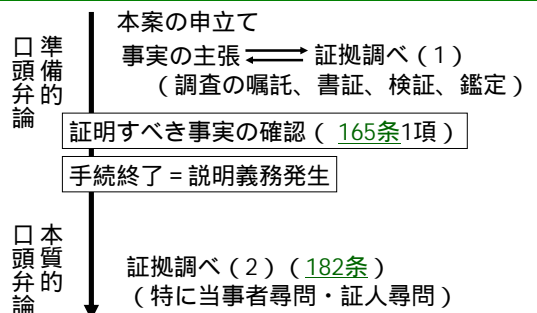 準備的
口頭弁論
本案の申立て
事実の主張 証拠調べ(1)
(調査の嘱託、書証、検証、鑑定)
証明すべき事実の確認( 165条1項)
手続終了=説明義務発生
本質的
口頭弁論
証拠調べ(2)(182条)
(特に当事者尋問・証人尋問)